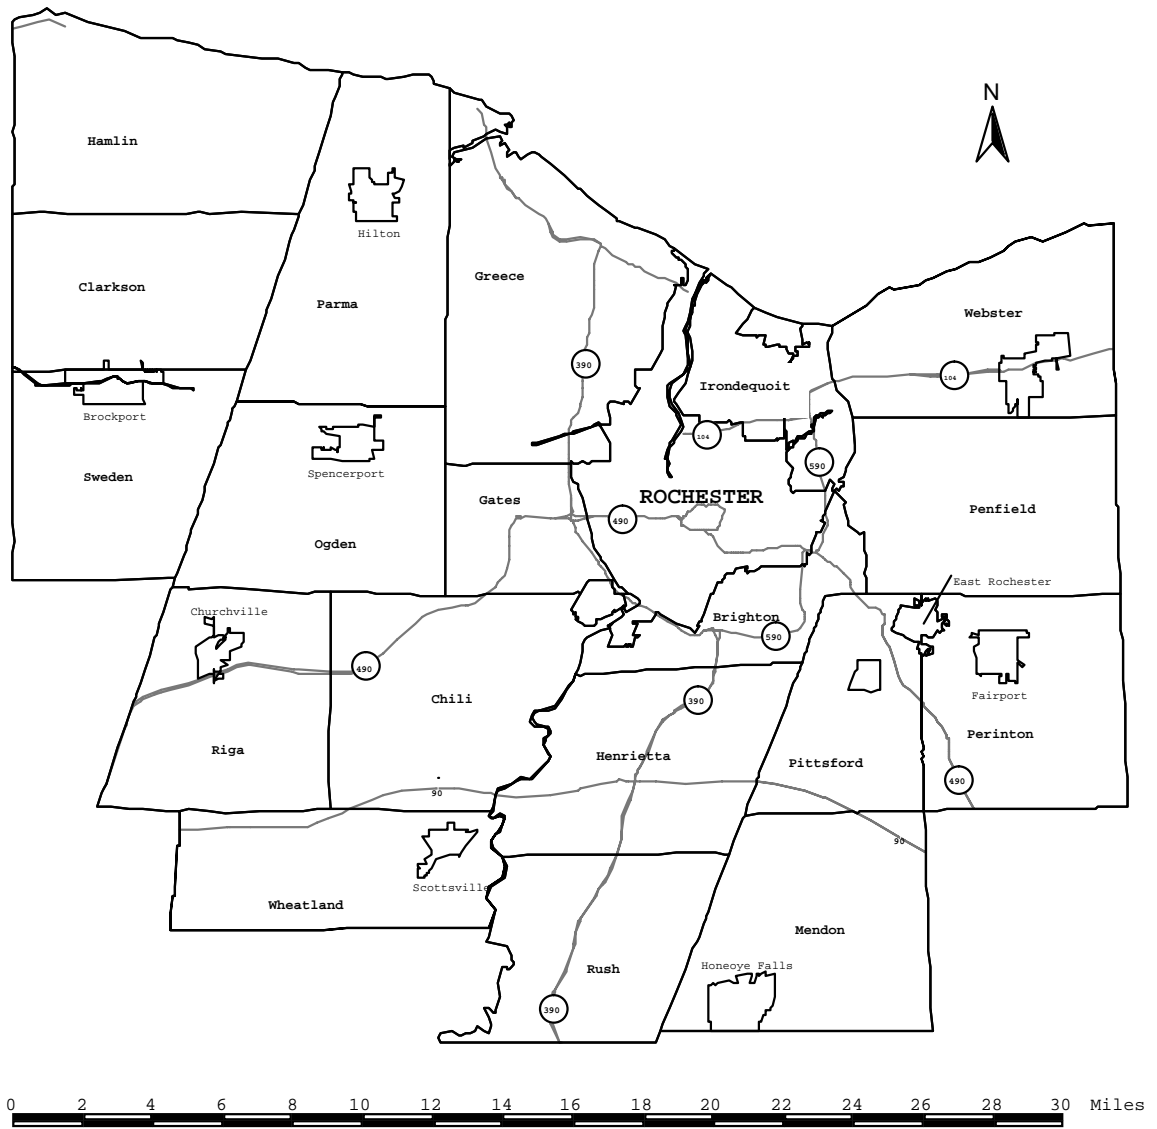 N
Hamlin
Hilton
Greece
Clarkson
Parma
Webster
390
104
Irondequoit
Brockport
104
590
Spencerport
Sweden
ROCHESTER
Gates
Penfield
490
Ogden
East Rochester
Churchville
Brighton
590
490
Fairport
Chili
390
Perinton
Riga
Henrietta
Pittsford
490
90
90
Scottsville
Wheatland
Mendon
Honeoye Falls
Rush
390
0 2 4 6 8 10 12 14 16 18 20 22 24 26 28 30 Miles